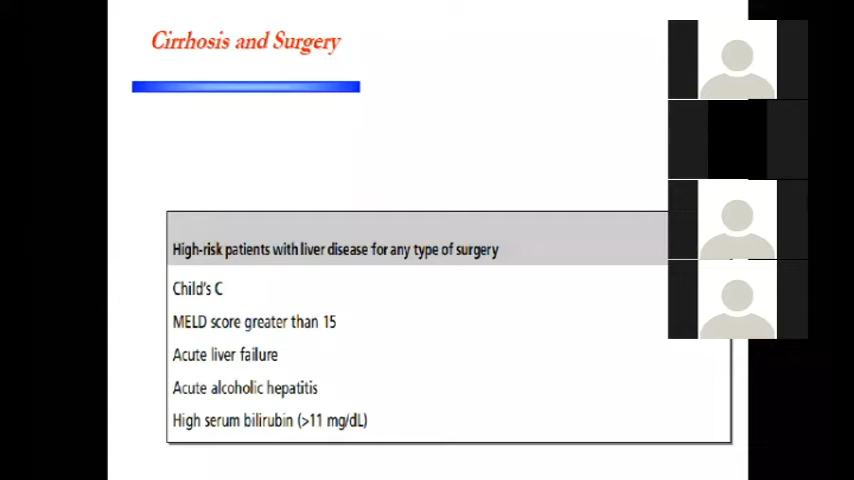 Cirrhosis and Surgery
High-risk patients with liver disease for any type of surgery
Child's C
MELD score greater than 15
Acute liver failure
Acute alcoholic hepatitis
High serum bilirubin (>11 mg/dL)